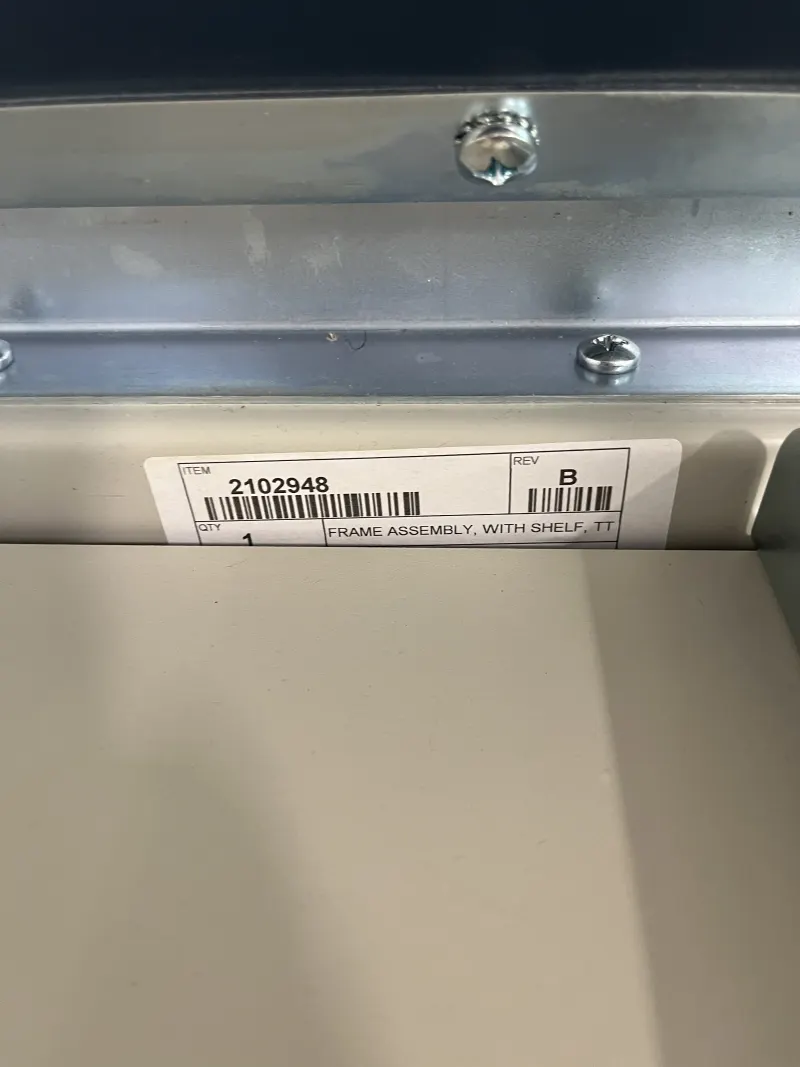 ITEM
2102948
REV
B
QTY
1
FRAME ASSEMBLY, WITH SHELF, TT